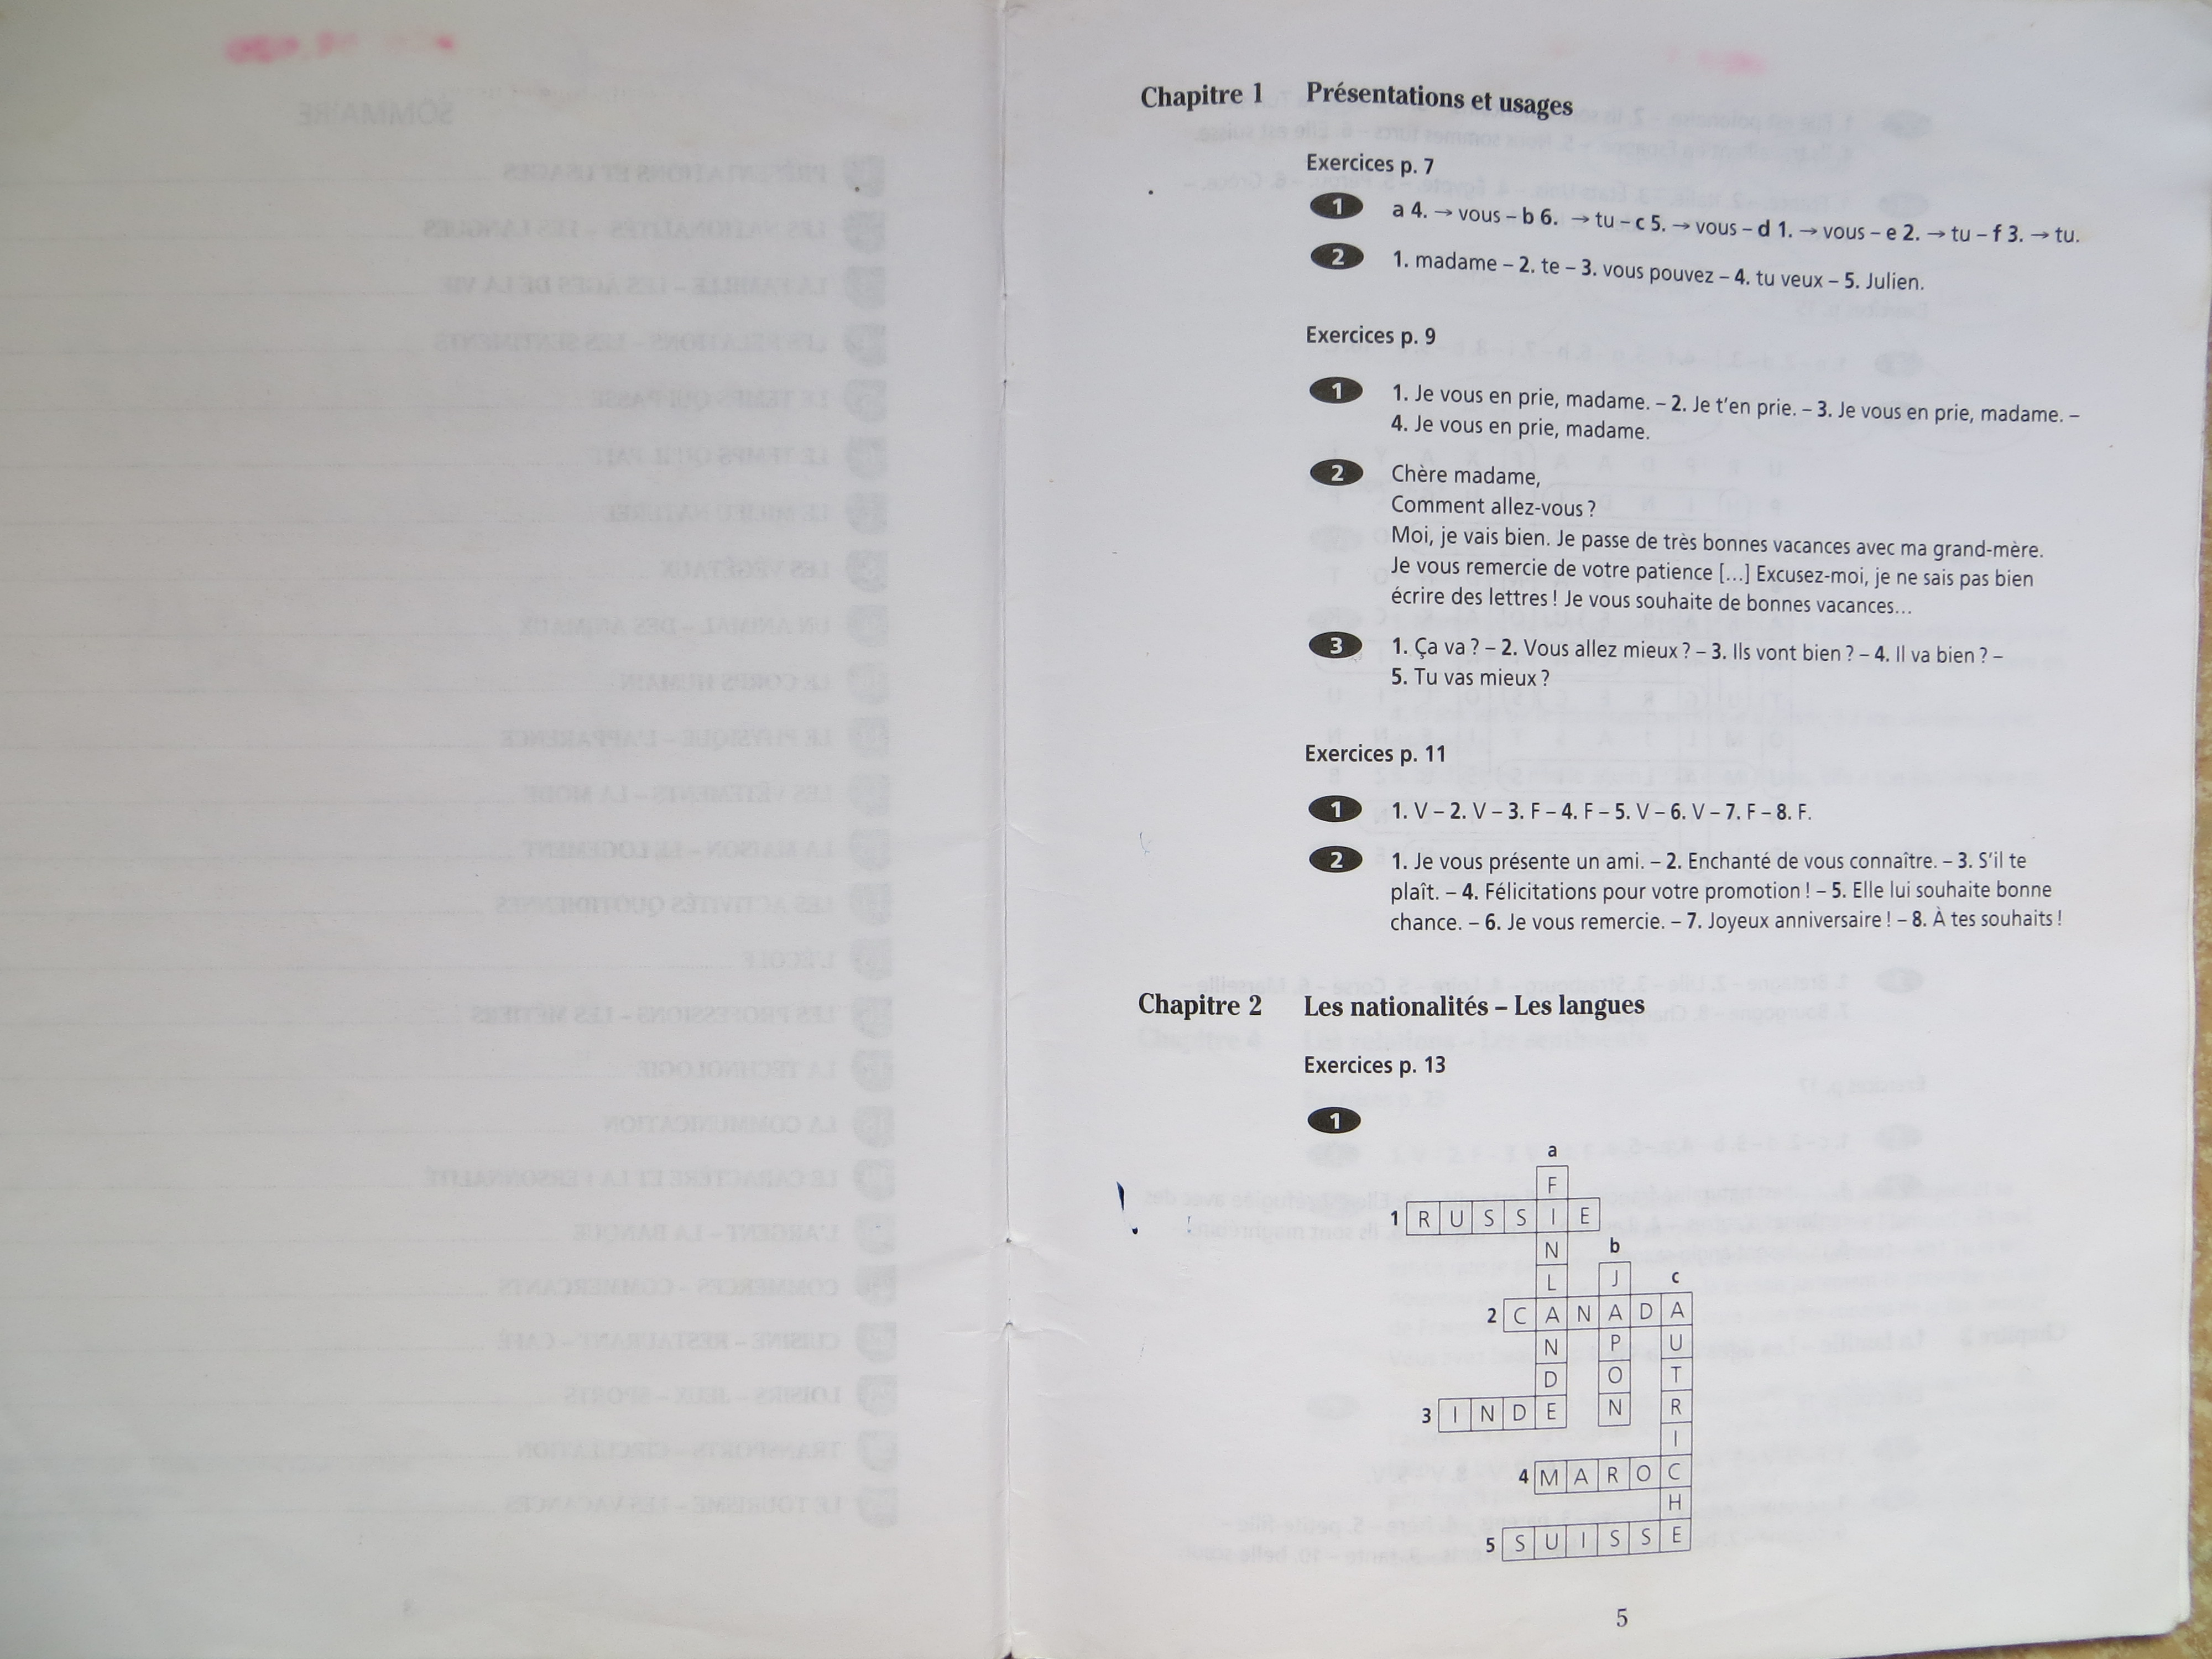 Chapitre 1 Présentations et usages
Exercices p. 7
1 a 4. → vous – b 6. → tu – c 5. → vous – d 1. → vous – e 2. → tu – f 3. → tu.
2 1. madame – 2. te – 3. vous pouvez – 4. tu veux – 5. Julien.
Exercices p. 9
1 1. Je vous en prie, madame. – 2. Je t'en prie. – 3. Je vous en prie, madame. –
4. Je vous en prie, madame.
2 Chère madame,
Comment allez-vous ?
Moi, je vais bien. Je passe de très bonnes vacances avec ma grand-mère.
Je vous remercie de votre patience [...] Excusez-moi, je ne sais pas bien
écrire des lettres ! Je vous souhaite de bonnes vacances...
3 1. Ça va ? – 2. Vous allez mieux ? – 3. Ils vont bien ? – 4. Il va bien ? –
5. Tu vas mieux ?
Exercices p. 11
1 1. V – 2. V – 3. F – 4. F – 5. V – 6. V – 7. F – 8. F.
2 1. Je vous présente un ami. – 2. Enchanté de vous connaître. – 3. S'il te
plaît. – 4. Félicitations pour votre promotion ! – 5. Elle lui souhaite bonne
chance. – 6. Je vous remercie. – 7. Joyeux anniversaire ! – 8. À tes souhaits !
Chapitre 2 Les nationalités – Les langues
Exercices p. 13
1
a
F
1 R U S S I E
N b
L J c
2 C A N A D A
N P U
D O T
3 I N D E N R
I
4 M A R O C
H
5 S U I S S E
5